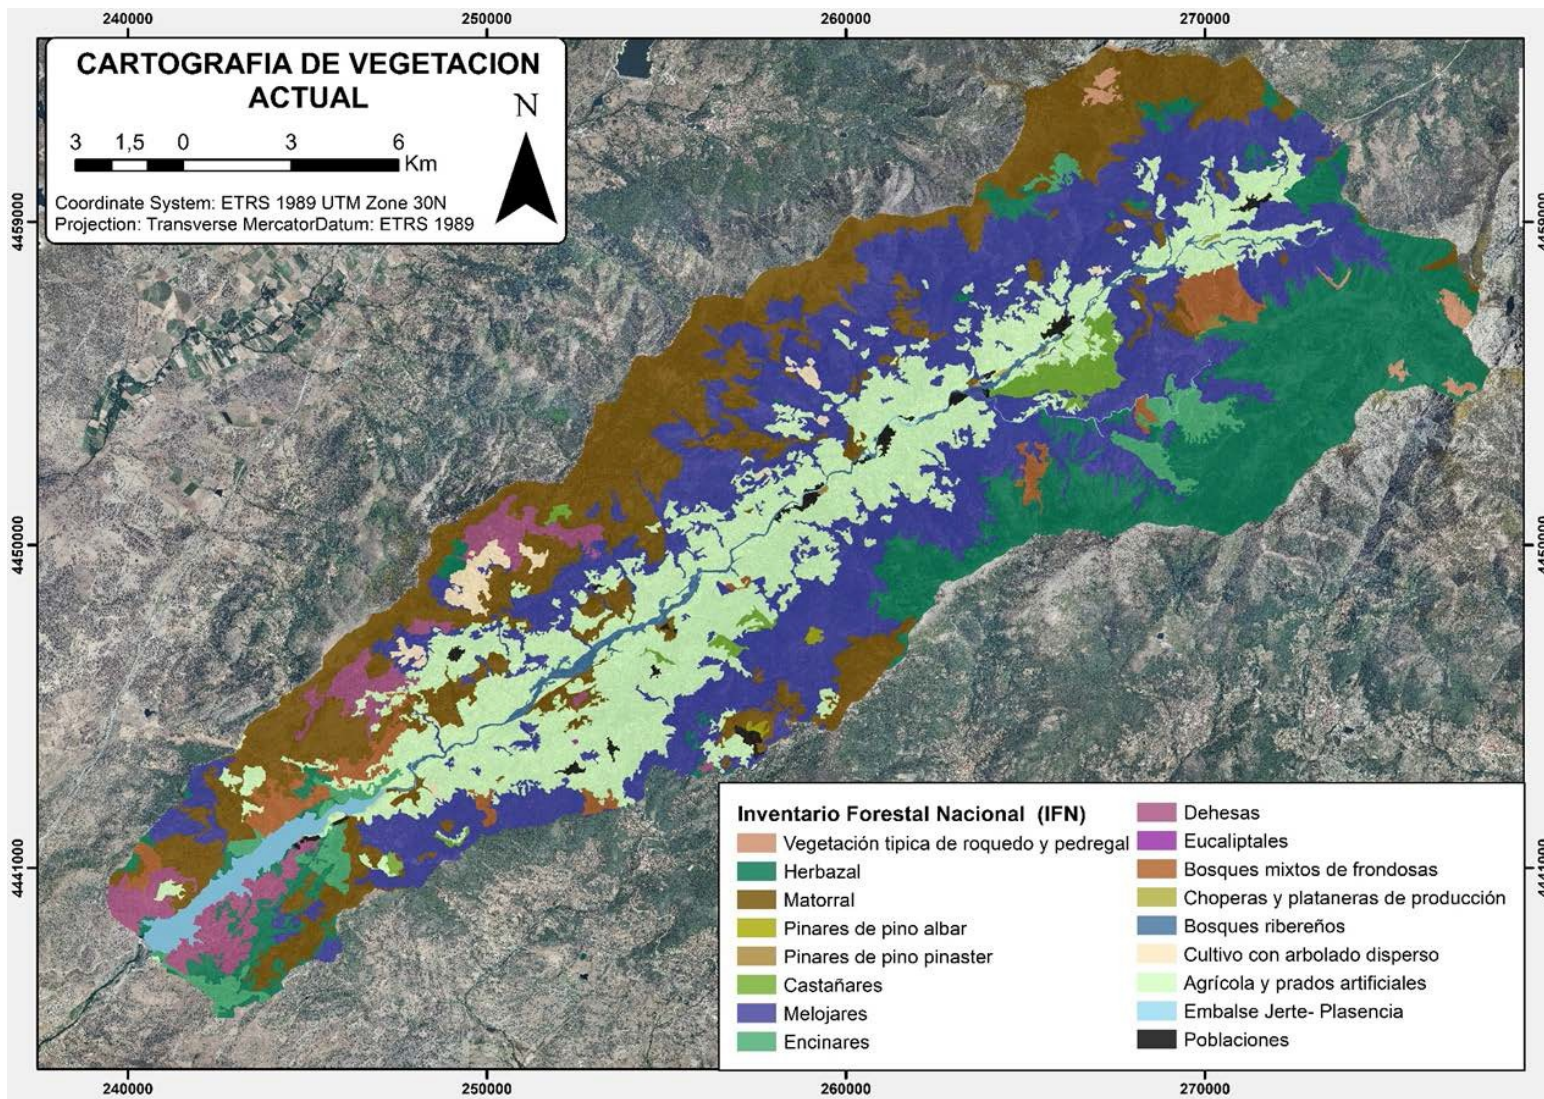 240000
250000
260000
270000
CARTOGRAFIA DE VEGETACION
ACTUAL
N
3 1,5 0 3 6
Km
Coordinate System: ETRS 1989 UTM Zone 30N
Projection: Transverse MercatorDatum: ETRS 1989
4459000
4459000
4450000
4450000
4441000
4441000
Inventario Forestal Nacional (IFN)
Vegetación tipica de roquedo y pedregal
Herbazal
Matorral
Pinares de pino albar
Pinares de pino pinaster
Castañares
Melojares
Encinares
Dehesas
Eucaliptales
Bosques mixtos de frondosas
Choperas y plataneras de producción
Bosques ribereños
Cultivo con arbolado disperso
Agrícola y prados artificiales
Embalse Jerte- Plasencia
Poblaciones
240000
250000
260000
270000